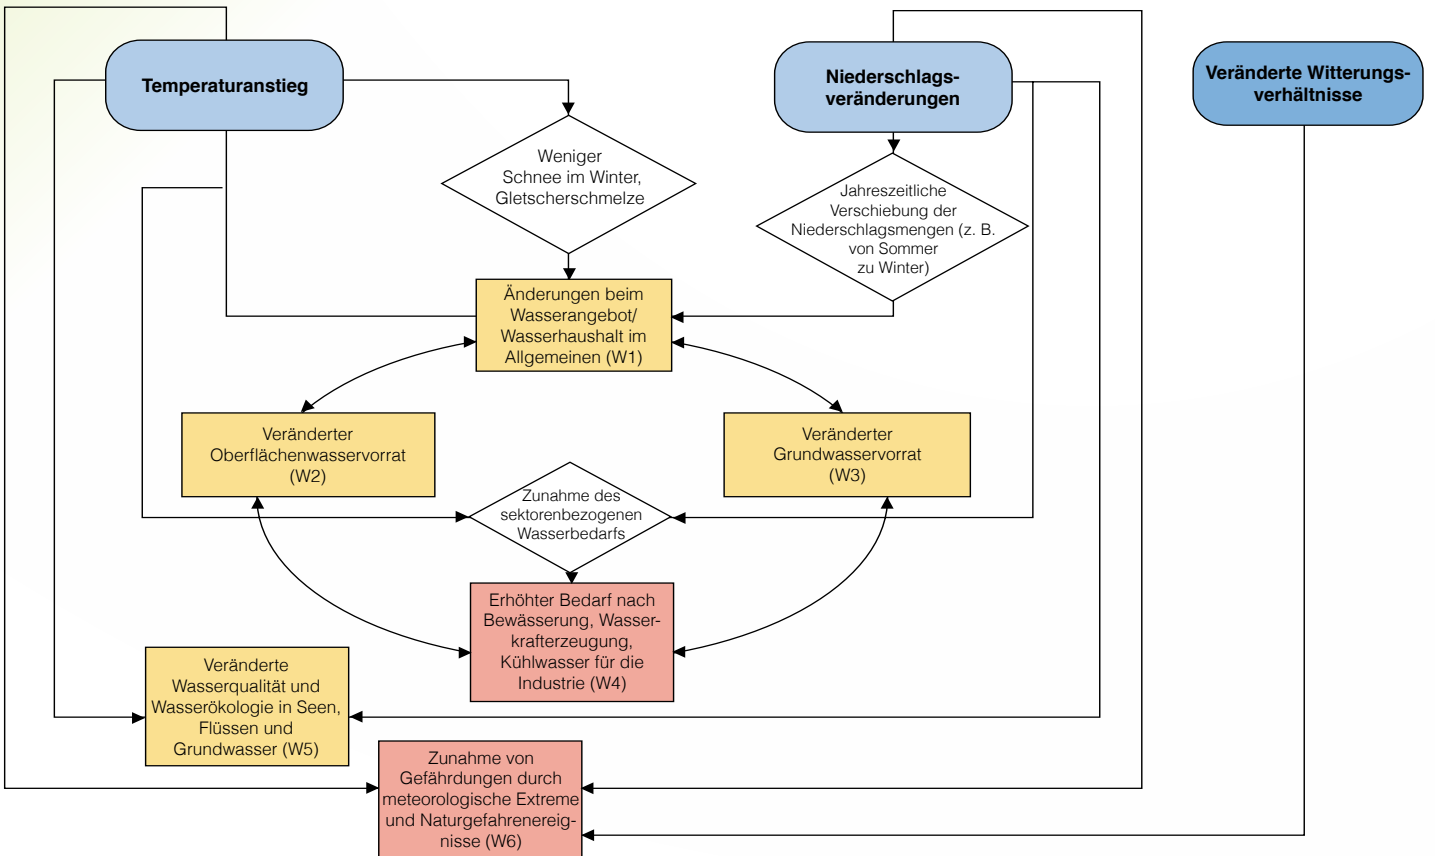 Temperaturanstieg
Niederschlags-
veränderungen
Veränderte Witterungs-
verhältnisse
Weniger
Schnee im Winter,
Gletscherschmelze
Jahreszeitliche
Verschiebung der
Niederschlagsmengen (z. B.
von Sommer
zu Winter)
Änderungen beim
Wasserangebot/
Wasserhaushalt im
Allgemeinen (W1)
Veränderter
Oberflächenwasservorrat
(W2)
Veränderter
Grundwasservorrat
(W3)
Zunahme des
sektorenbezogenen
Wasserbedarfs
Erhöhter Bedarf nach
Bewässerung, Wasser-
krafterzeugung,
Kühlwasser für die
Industrie (W4)
Veränderte
Wasserqualität und
Wasserökologie in Seen,
Flüssen und
Grundwasser (W5)
Zunahme von
Gefährdungen durch
meteorologische Extreme
und Naturgefahrenereig-
nisse (W6)